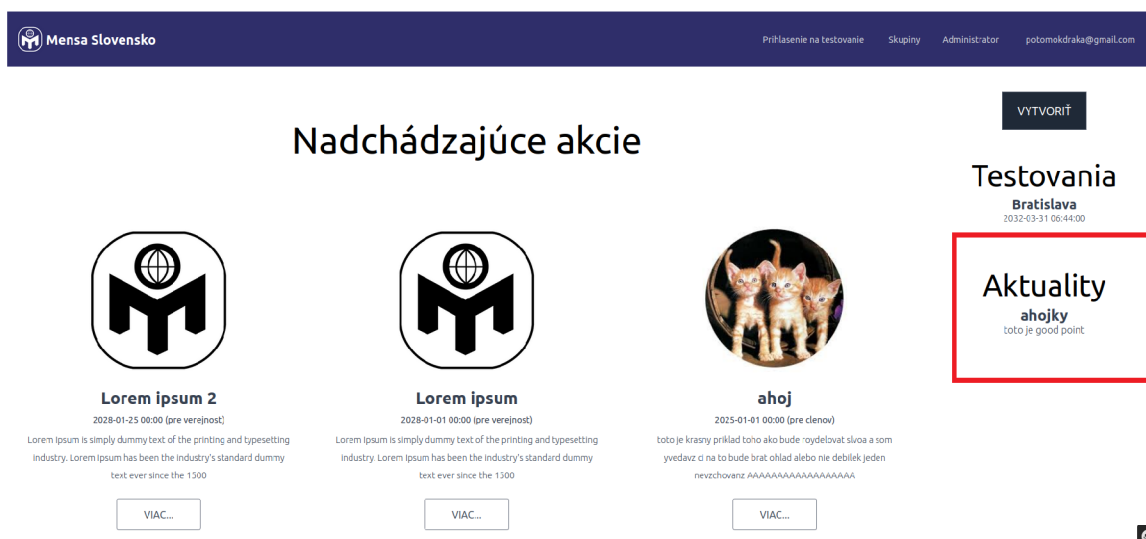 Mensa Slovensko
Prihlasenie na testovanie Skupiny Administrator potomokdraka@gmail.com
VYTVORIŤ
Nadchádzajúce akcie
Testovania
Bratislava
2032-03-31 06:44:00
Aktuality
ahojky
toto je good point
Lorem ipsum 2
2028-01-25 00:00 (pre verejnosť)
Lorem Ipsum is simply dummy text of the printing and typesetting
industry. Lorem Ipsum has been the industry's standard dummy
text ever since the 1500
VIAC...
Lorem ipsum
2028-01-01 00:00 (pre verejnosť)
Lorem Ipsum is simply dummy text of the printing and typesetting
industry. Lorem Ipsum has been the industry's standard dummy
text ever since the 1500
VIAC...
ahoj
2025-01-01 00:00 (pre clenov)
toto je krasny priklad toho ako bude roydelovat slvoa a som
yvedavz ci na to bude brat ohlad alebo nie debilek jeden
nevzchovanz AAAAAAAAAAAAAAAAAA
VIAC...